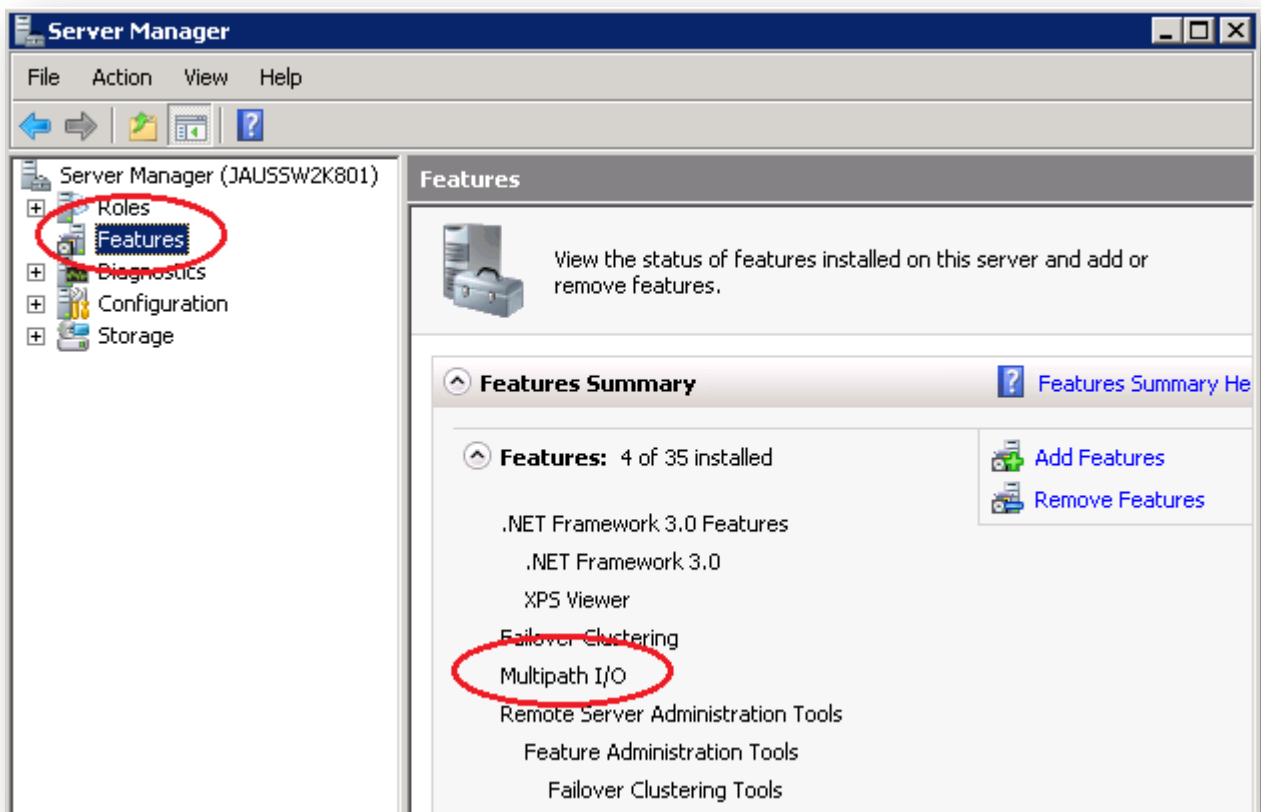 Server Manager
File Action View Help
Server Manager (JAUSSW2K801)
Roles
Features
Diagnostics
Configuration
Storage
Features
View the status of features installed on this server and add or
remove features.
Features Summary
Features Summary He
Features: 4 of 35 installed
Add Features
Remove Features
.NET Framework 3.0 Features
.NET Framework 3.0
XPS Viewer
Failover Clustering
Multipath I/O
Remote Server Administration Tools
Feature Administration Tools
Failover Clustering Tools